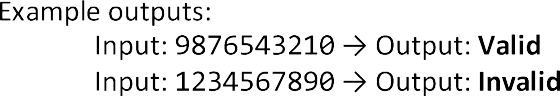 Example outputs:
Input: 9876543210 → Output: Valid
Input: 1234567890 → Output: Invalid